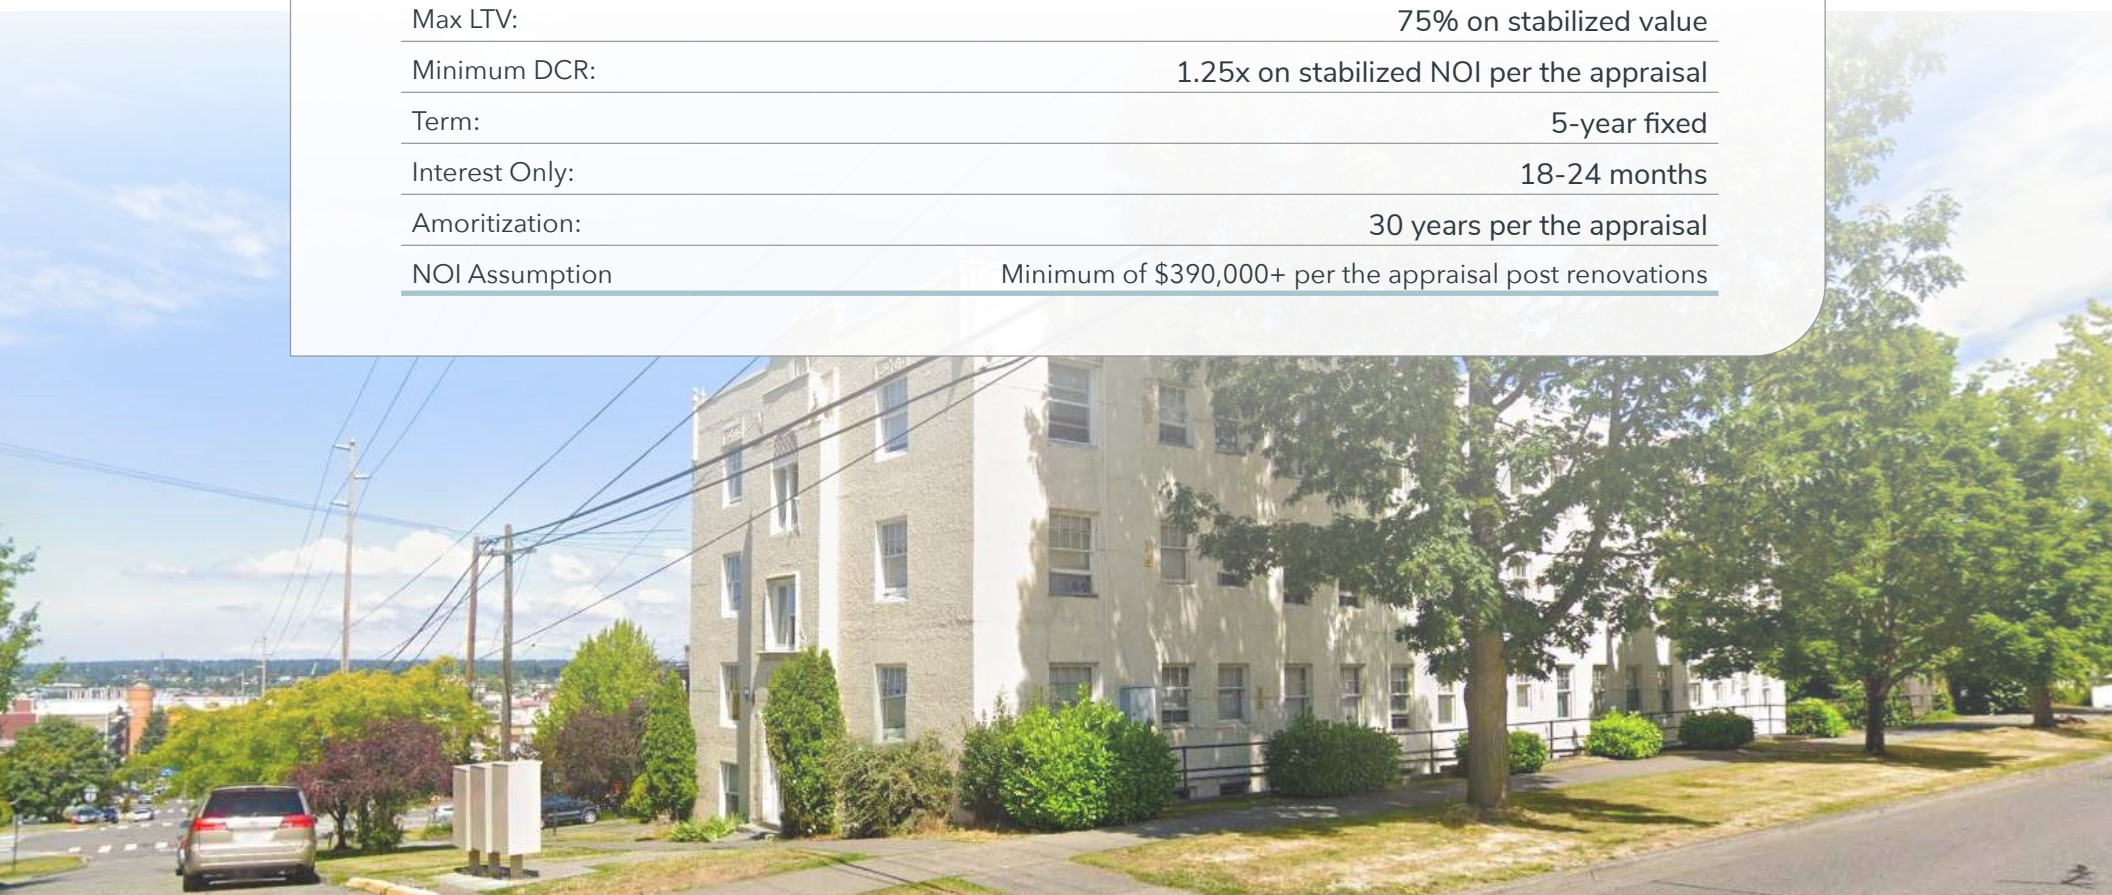 Max LTV: 75% on stabilized value
Minimum DCR: 1.25x on stabilized NOI per the appraisal
Term: 5-year fixed
Interest Only: 18-24 months
Amoritization: 30 years per the appraisal
NOI Assumption Minimum of $390,000+ per the appraisal post renovations